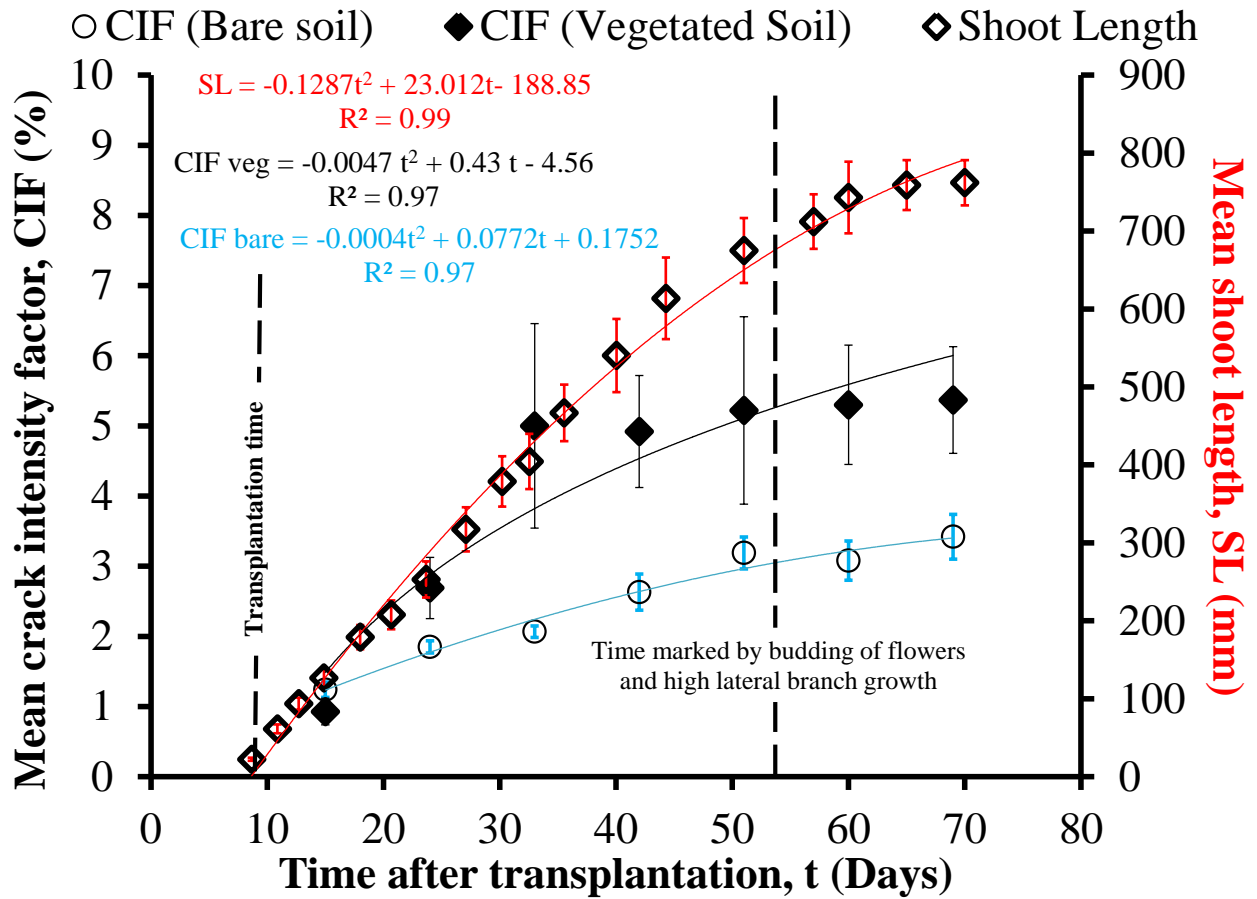 CIF (Bare soil) CIF (Vegetated Soil) Shoot Length
SL = -0.1287t² + 23.012t- 188.85
R² = 0.99
CIF veg = -0.0047 t² + 0.43 t - 4.56
R² = 0.97
CIF bare = -0.0004t² + 0.0772t + 0.1752
R² = 0.97
Mean crack intensity factor, CIF (%)
10
9
8
7
6
5
4
3
2
1
0
Transplantation time
Time marked by budding of flowers
and high lateral branch growth
900
800
700
600
500
400
300
200
100
0
Mean shoot length, SL (mm)
0 10 20 30 40 50 60 70 80
Time after transplantation, t (Days)